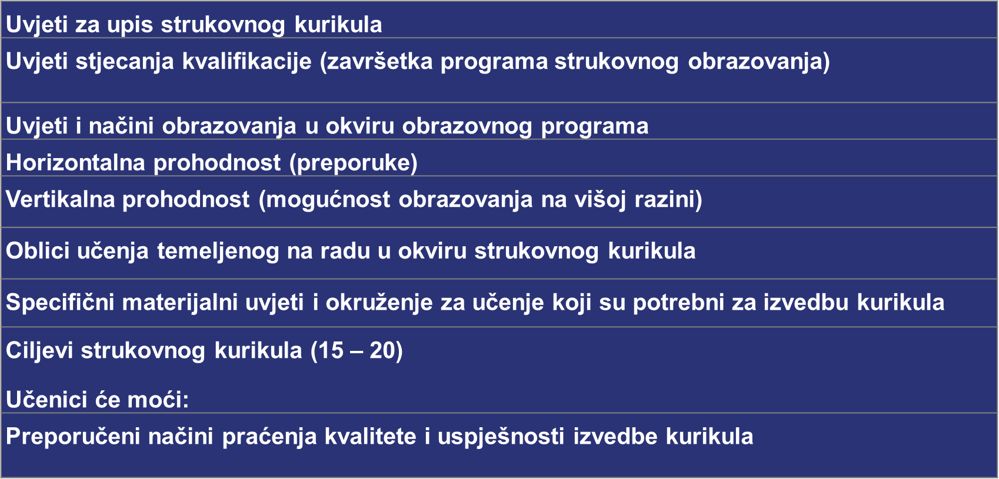 Uvjeti za upis strukovnog kurikula
Uvjeti stjecanja kvalifikacije (završetka programa strukovnog obrazovanja)
Uvjeti i načini obrazovanja u okviru obrazovnog programa
Horizontalna prohodnost (preporuke)
Vertikalna prohodnost (mogućnost obrazovanja na višoj razini)
Oblici učenja temeljenog na radu u okviru strukovnog kurikula
Specifični materijalni uvjeti i okruženje za učenje koji su potrebni za izvedbu kurikula
Ciljevi strukovnog kurikula (15 – 20)
Učenici će moći:
Preporučeni načini praćenja kvalitete i uspješnosti izvedbe kurikula